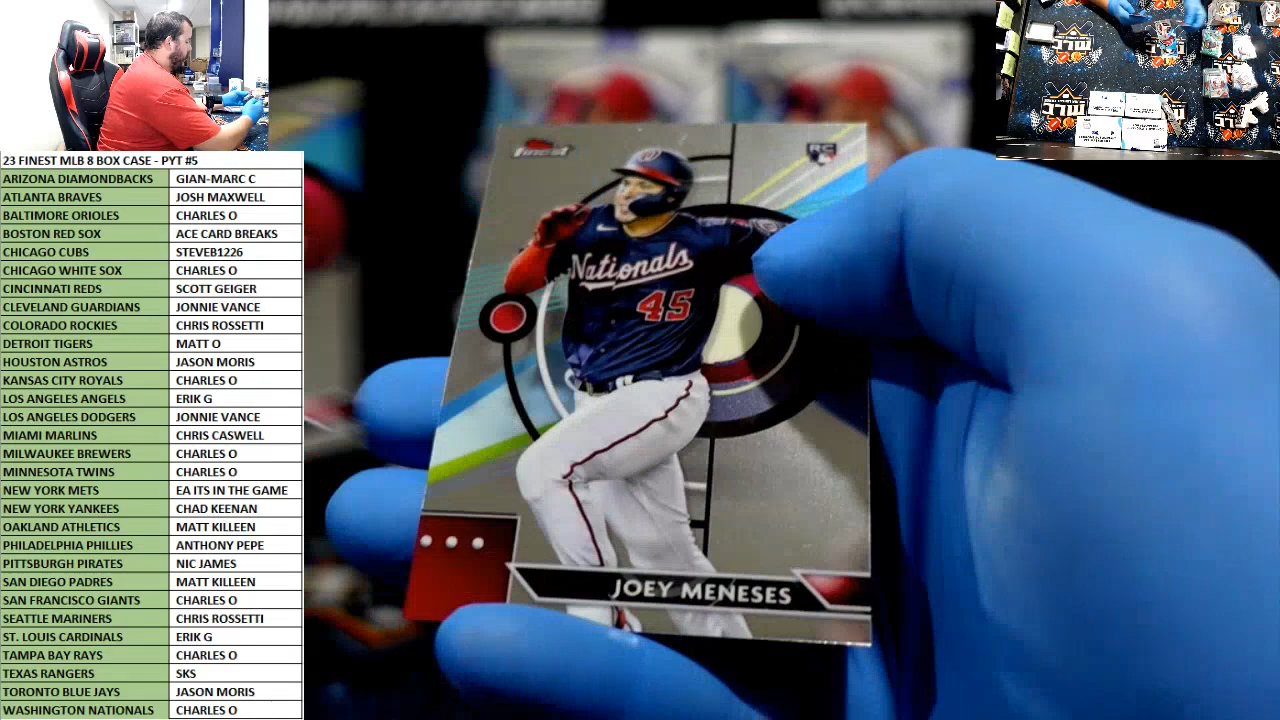 23 FINEST MLB 8 BOX CASE - PYT #5
ARIZONA DIAMONDBACKS GIAN-MARC C
ATLANTA BRAVES JOSH MAXWELL
BALTIMORE ORIOLES CHARLES O
BOSTON RED SOX ACE CARD BREAKS
CHICAGO CUBS STEVEB1226
CHICAGO WHITE SOX CHARLES O
CINCINNATI REDS SCOTT GEIGER
CLEVELAND GUARDIANS JONNIE VANCE
COLORADO ROCKIES CHRIS ROSSETTI
DETROIT TIGERS MATT O
HOUSTON ASTROS JASON MORIS
KANSAS CITY ROYALS CHARLES O
LOS ANGELES ANGELS ERIK G
LOS ANGELES DODGERS JONNIE VANCE
MIAMI MARLINS CHRIS CASWELL
MILWAUKEE BREWERS CHARLES O
MINNESOTA TWINS CHARLES O
NEW YORK METS EA ITS IN THE GAME
NEW YORK YANKEES CHAD KEENAN
OAKLAND ATHLETICS MATT KILLEEN
PHILADELPHIA PHILLIES ANTHONY PEPE
PITTSBURGH PIRATES NIC JAMES
SAN DIEGO PADRES MATT KILLEEN
SAN FRANCISCO GIANTS CHARLES O
SEATTLE MARINERS CHRIS ROSSETTI
ST. LOUIS CARDINALS ERIK G
TAMPA BAY RAYS CHARLES O
TEXAS RANGERS SKS
TORONTO BLUE JAYS JASON MORIS
WASHINGTON NATIONALS CHARLES O
finest
RC
Nationals
45
JOEY MENESES
MLC